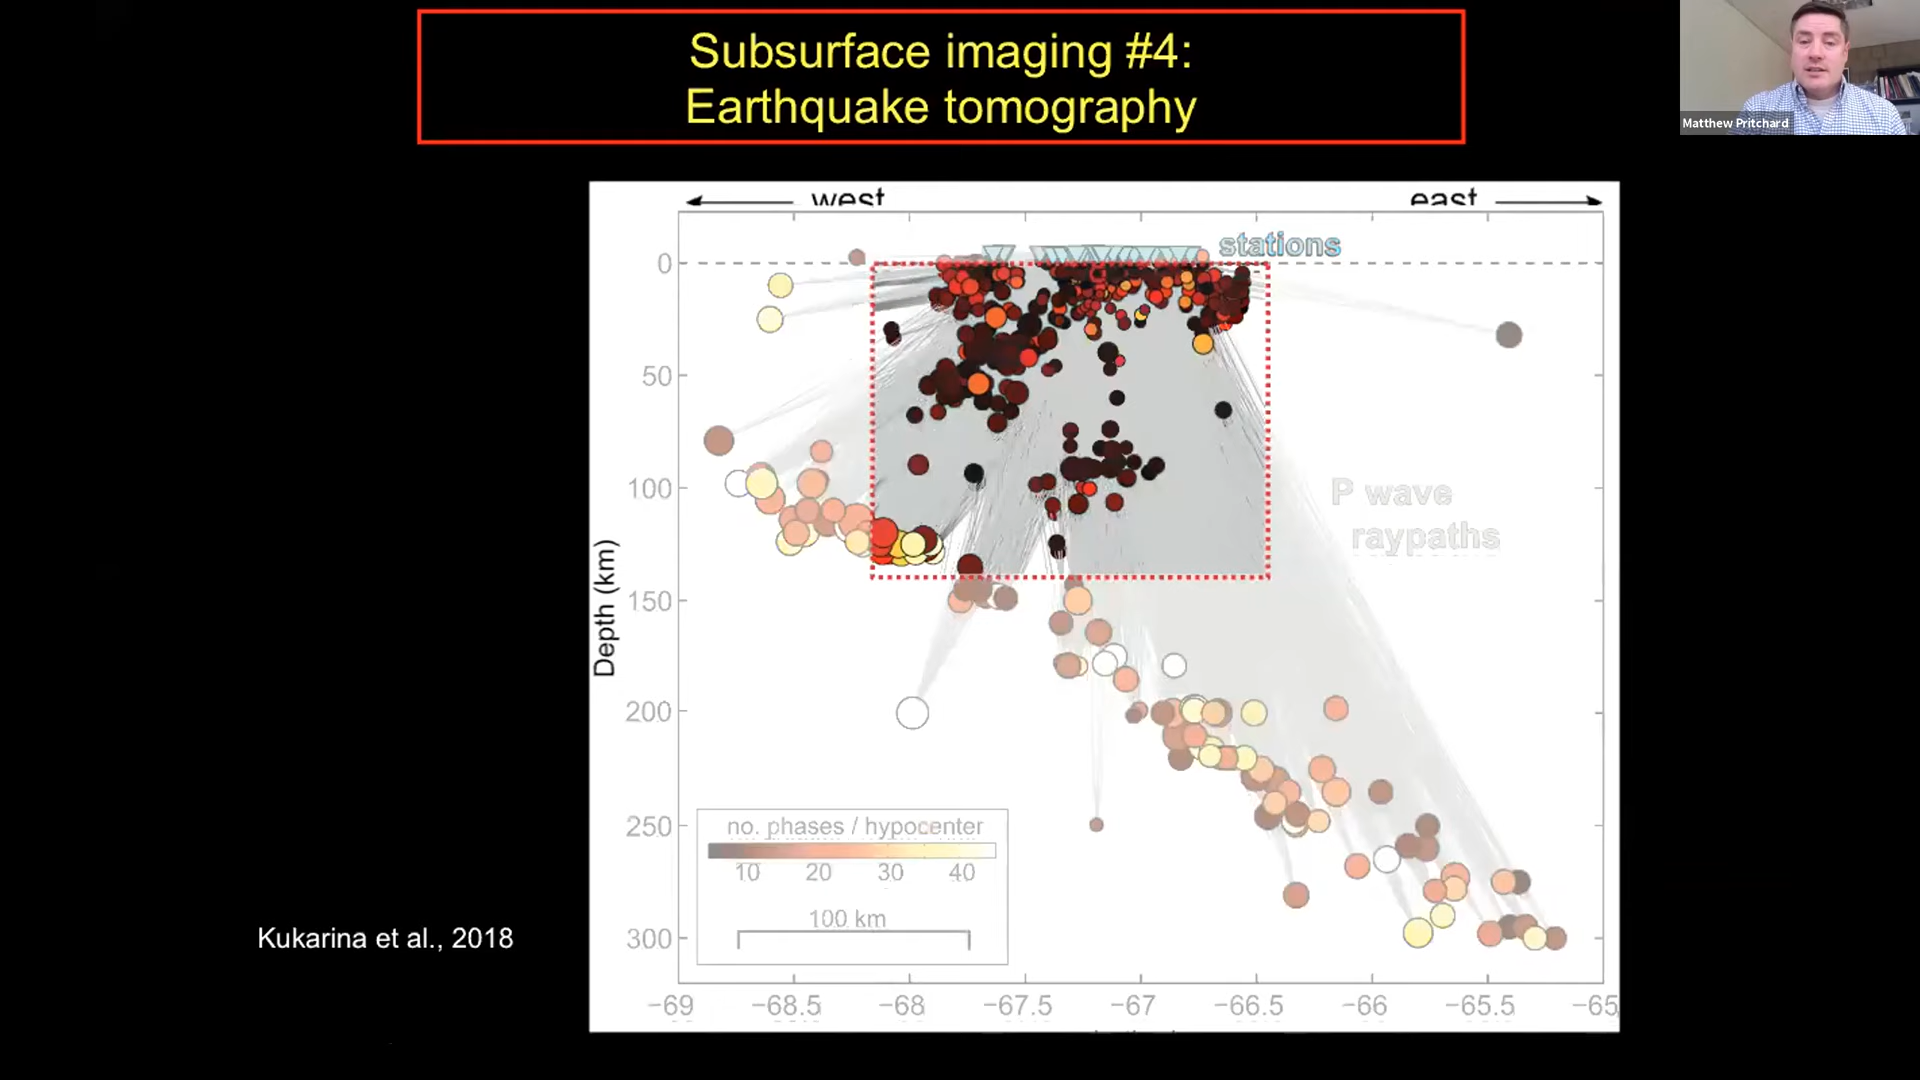 Subsurface imaging #4:
Earthquake tomography
Matthew Pritchard
west
east
stations
0
50
100
150
200
250
300
Depth (km)
P wave
raypaths
no. phases / hypocenter
10 20 30 40
100 km
−69 −68.5 −68 −67.5 −67 −66.5 −66 −65.5 −65
Kukarina et al., 2018